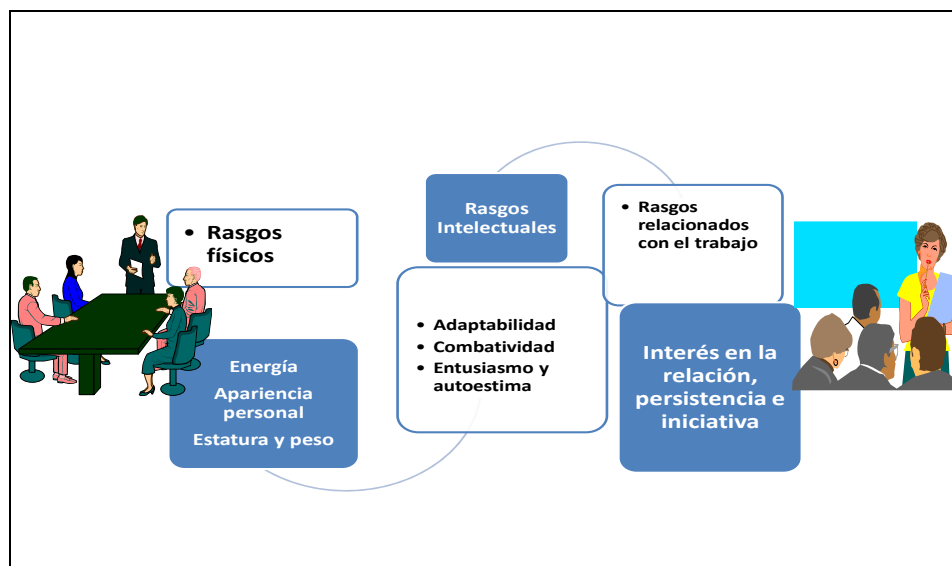 • Rasgos
físicos
Energía
Apariencia
personal
Estatura y peso
Rasgos
Intelectuales
• Adaptabilidad
• Combatividad
• Entusiasmo y
autoestima
• Rasgos
relacionados
con el trabajo
Interés en la
relación,
persistencia e
iniciativa